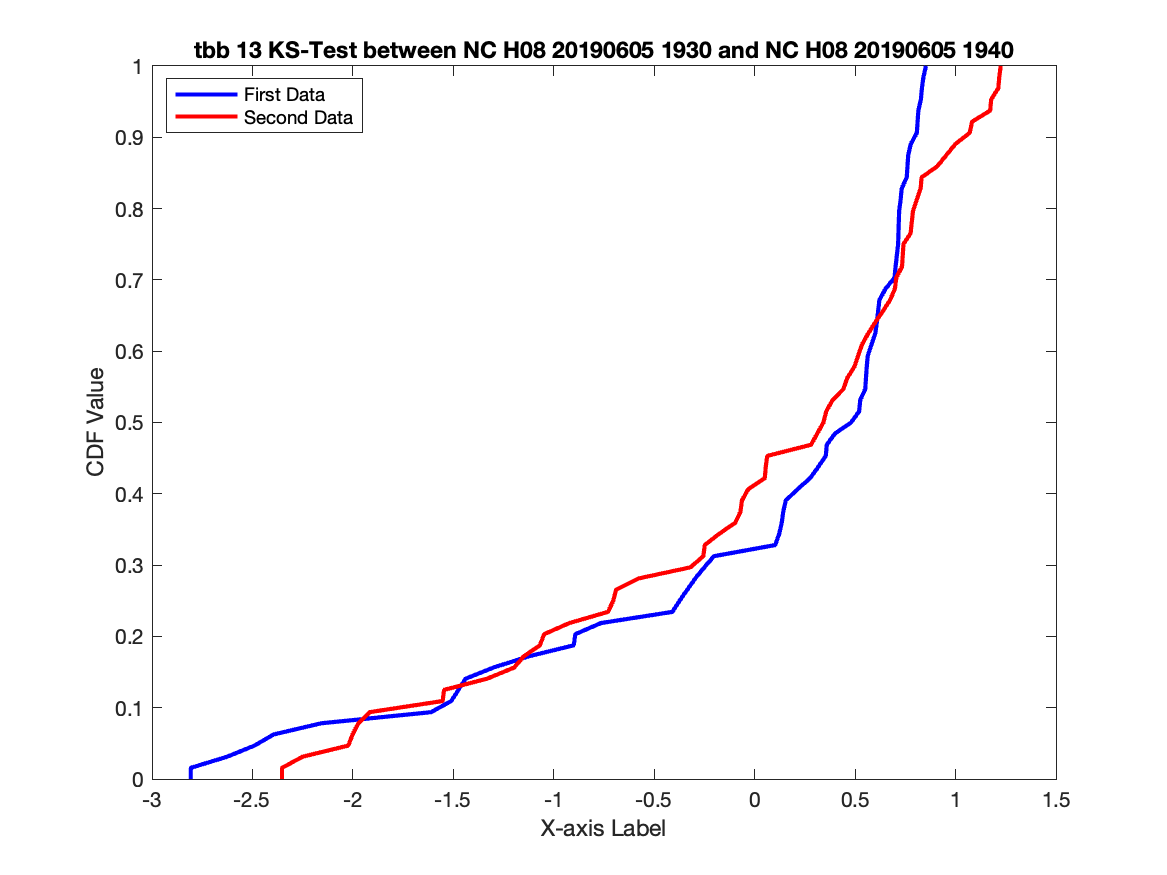 tbb 13 KS-Test between NC H08 20190605 1930 and NC H08 20190605 1940
First Data
Second Data
1
0.9
0.8
0.7
0.6
0.5
0.4
0.3
0.2
0.1
0
CDF Value
-3 -2.5 -2 -1.5 -1 -0.5 0 0.5 1 1.5
X-axis Label